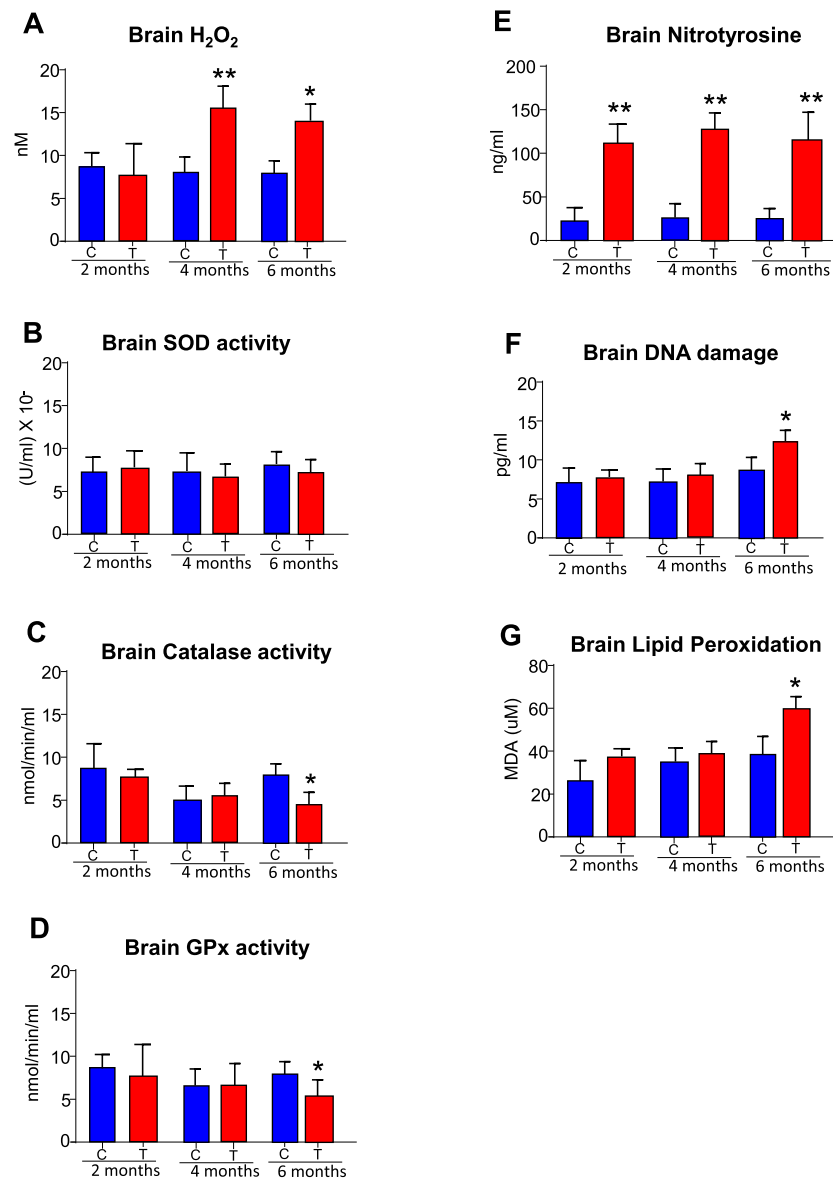 A
Brain H₂O₂
20
15
10
5
0
nM
**
*
C T C T C T
2 months 4 months 6 months
B
Brain SOD activity
20
15
10
5
0
(U/ml) X 10-
C T C T C T
2 months 4 months 6 months
C
Brain Catalase activity
20
15
10
5
0
nmol/min/ml
*
C T C T C T
2 months 4 months 6 months
D
Brain GPx activity
20
15
10
5
0
nmol/min/ml
*
C T C T C T
2 months 4 months 6 months
E
Brain Nitrotyrosine
200
150
100
50
0
ng/ml
** ** **
C T C T C T
2 months 4 months 6 months
F
Brain DNA damage
20
15
10
5
0
pg/ml
*
C T C T C T
2 months 4 months 6 months
G
Brain Lipid Peroxidation
80
60
40
20
0
MDA (uM)
*
C T C T C T
2 months 4 months 6 months